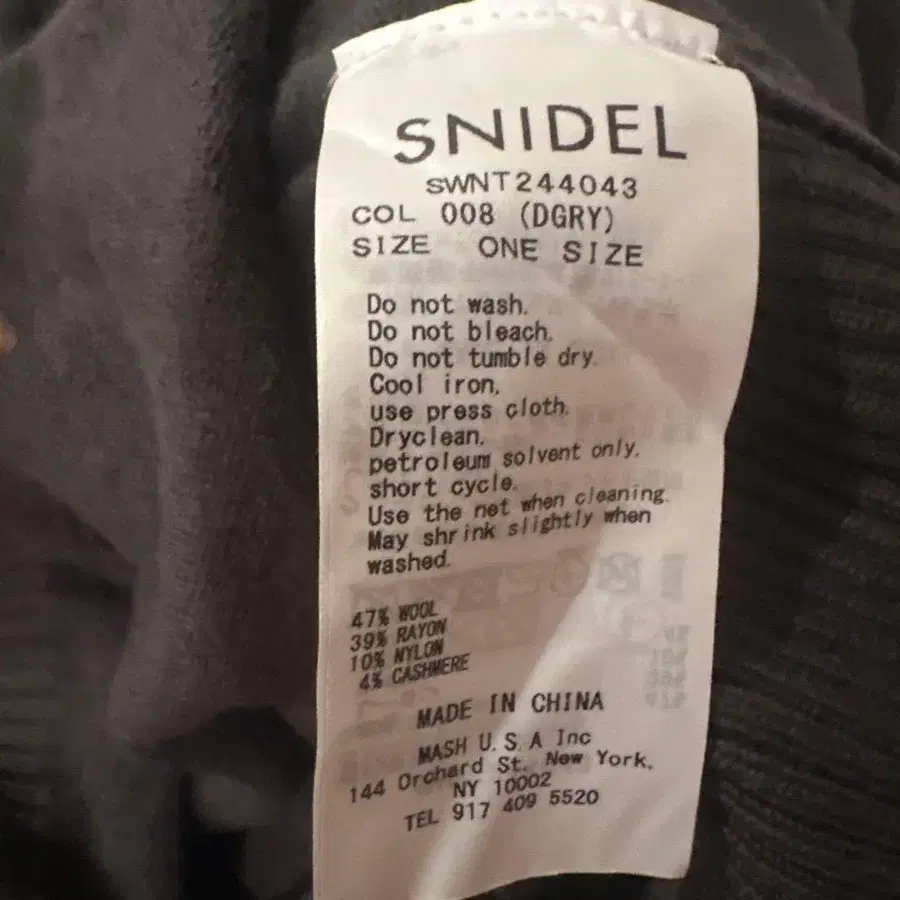 SNIDEL
SWNT244043
COL 008 (DGRY)
SIZE ONE SIZE
Do not wash.
Do not bleach.
Do not tumble dry.
Cool iron,
use press cloth.
Dryclean,
petroleum solvent only,
short cycle.
Use the net when cleaning.
May shrink slightly when
washed.
47% WOOL
39% RAYON
10% NYLON
4% CASHMERE
MADE IN CHINA
MASH U.S.A Inc
144 Orchard St. New York,
NY 10002
TEL 917 409 5520